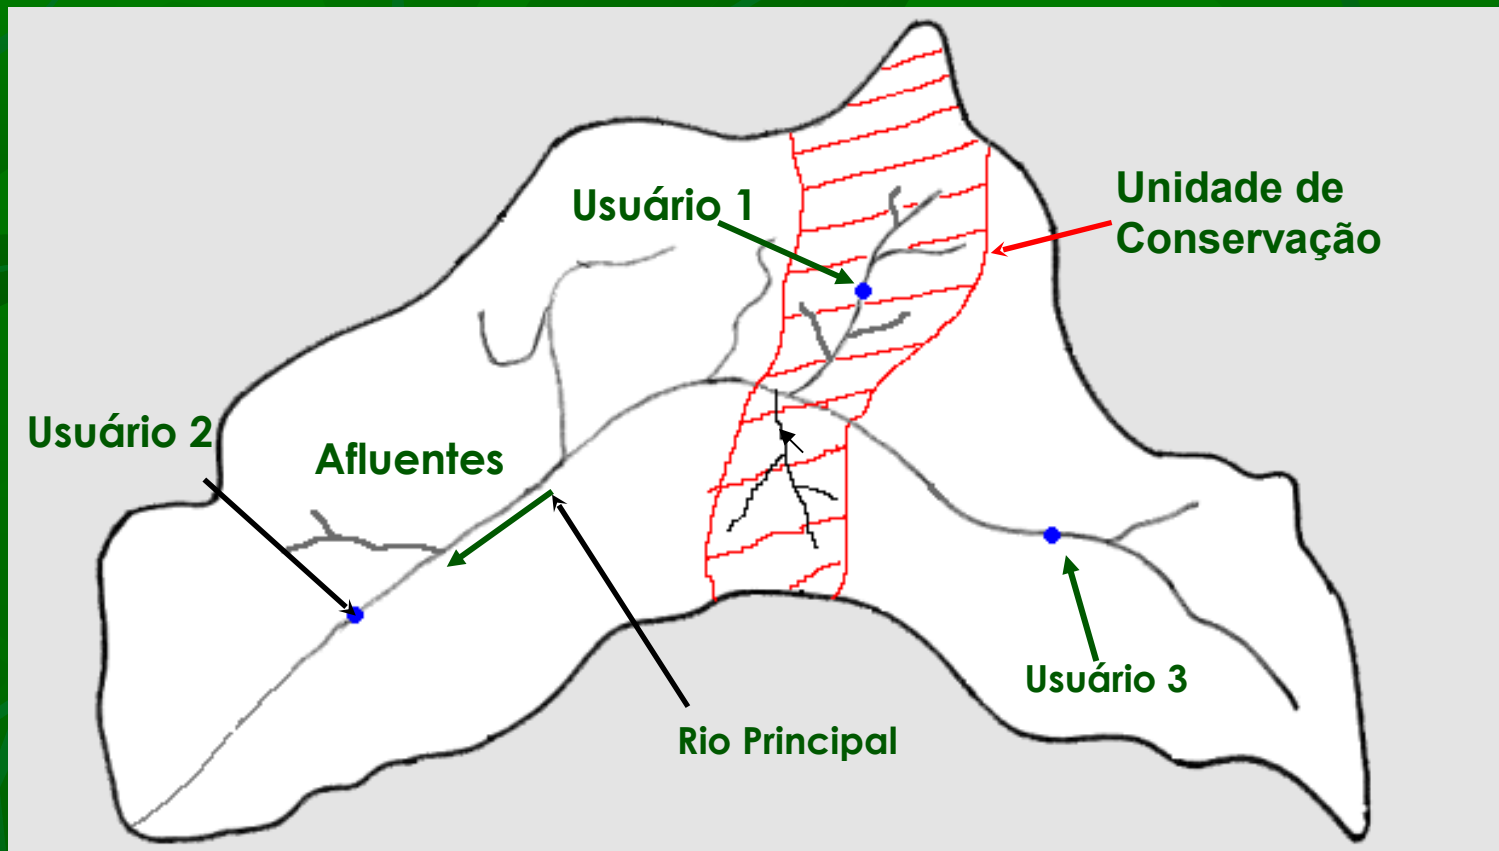 Unidade de
Conservação
Usuário 1
Usuário 2
Afluentes
Usuário 3
Rio Principal